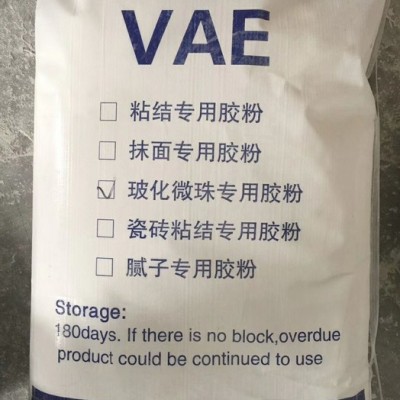 VAE
粘结专用胶粉
抹面专用胶粉
玻化微珠专用胶粉
瓷砖粘结专用胶粉
腻子专用胶粉
Storage:
180days. If there is no block,overdue
product could be continued to use